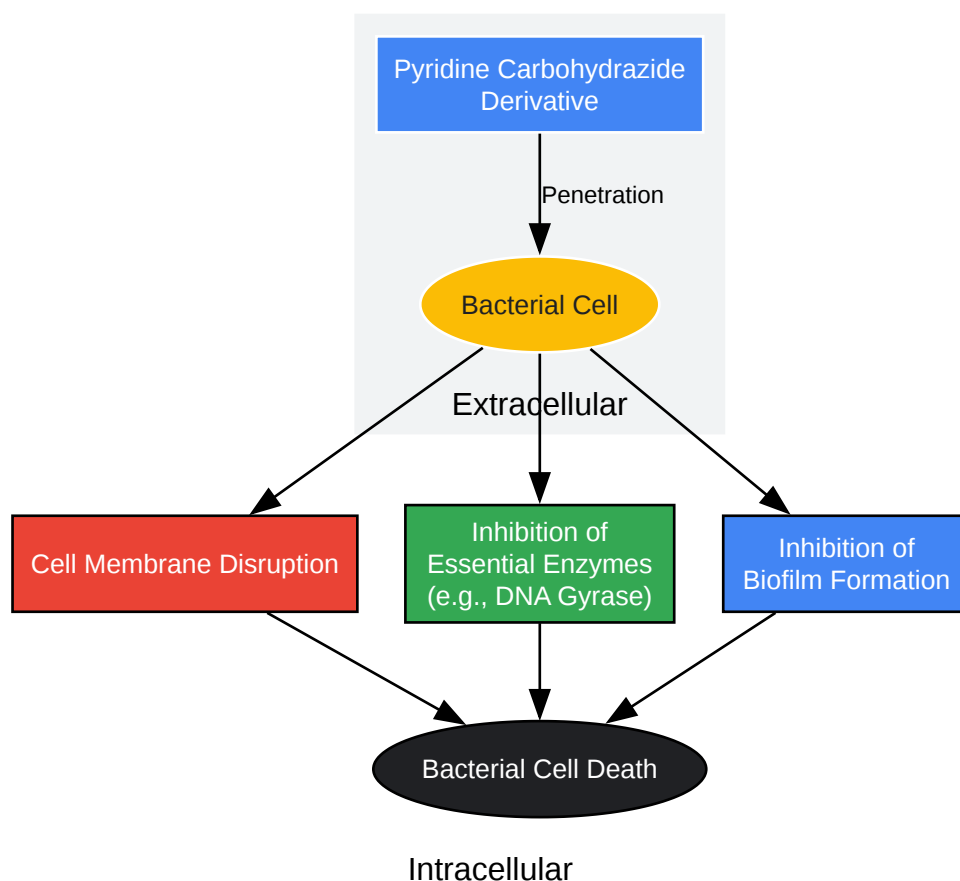 Pyridine Carbohydrazide
Derivative
Penetration
Bacterial Cell
Extracellular
Cell Membrane Disruption
Inhibition of
Essential Enzymes
(e.g., DNA Gyrase)
Inhibition of
Biofilm Formation
Bacterial Cell Death
Intracellular